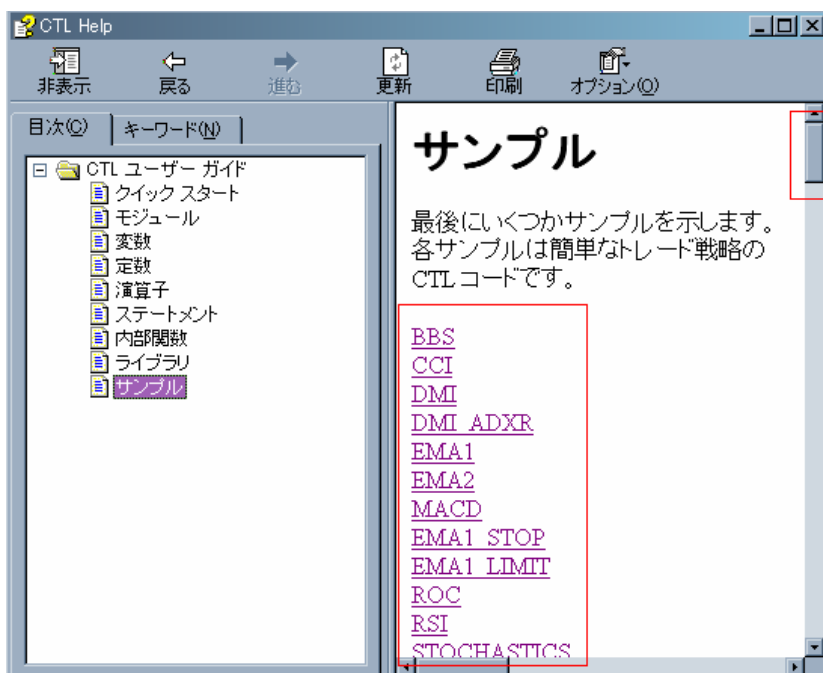 CTL Help
非表示
戻る
進む
更新
印刷
オプション(O)
目次(C)
キーワード(N)
CTL ユーザー ガイド
クイック スタート
モジュール
変数
定数
演算子
ステートメント
内部関数
ライブラリ
サンプル
サンプル
最後にいくつかサンプルを示します。
各サンプルは簡単なトレード戦略の
CTL コードです。
BBS
CCI
DMI
DMI_ADXR
EMA1
EMA2
MACD
EMA1_STOP
EMA1_LIMIT
ROC
RSI
STOCHASTICS